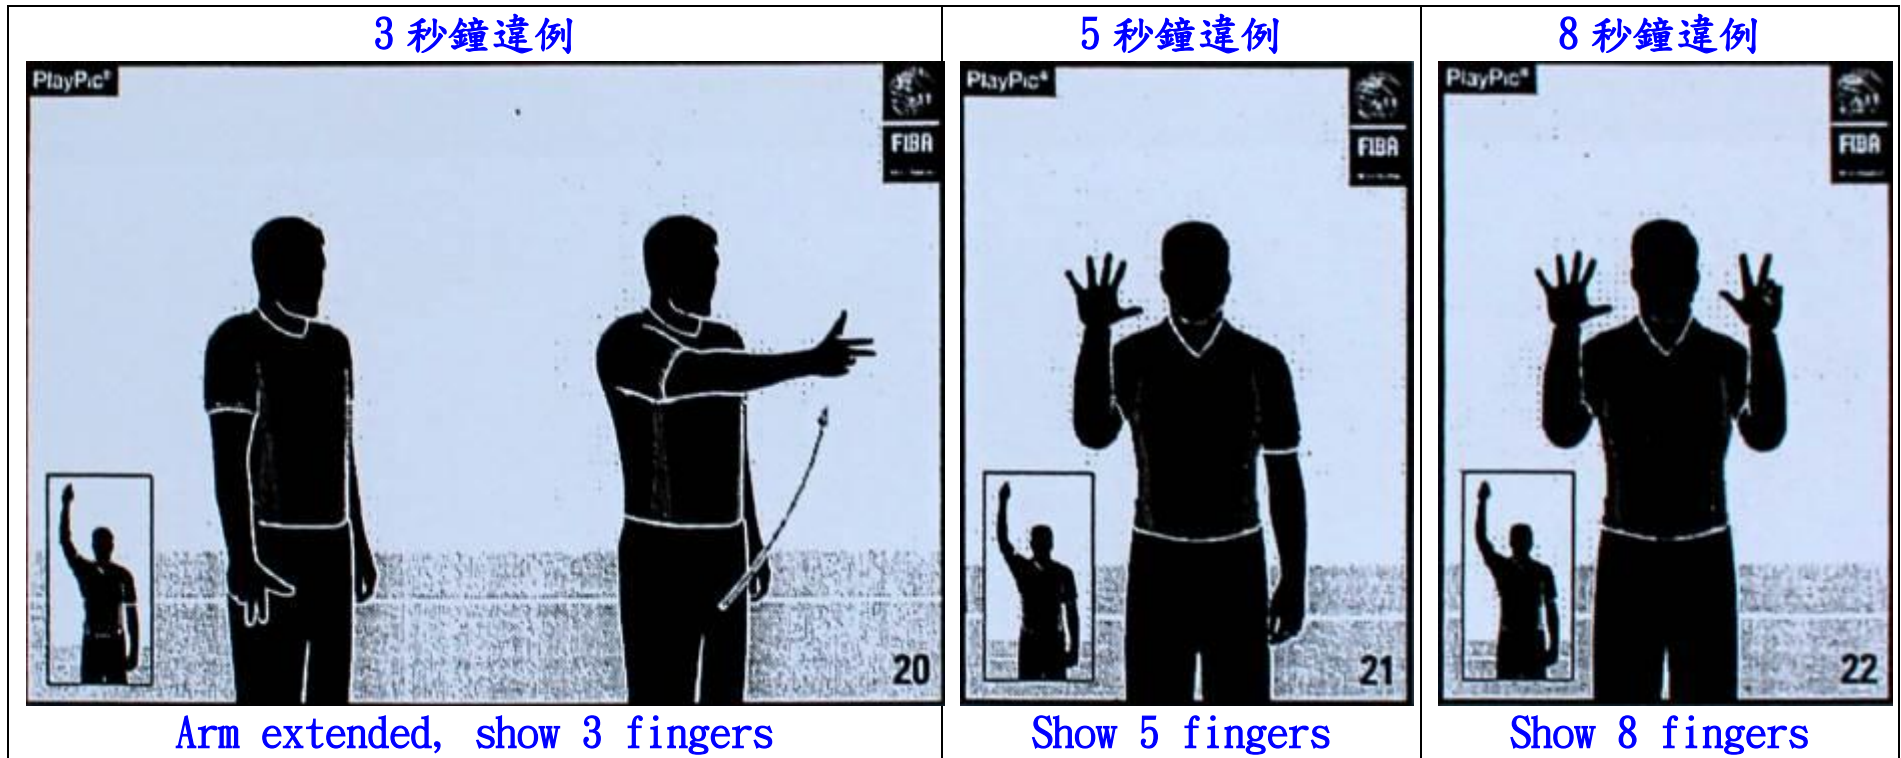 3 秒鐘違例
5 秒鐘違例
8 秒鐘違例
PlayPic®
FIBA
20
PlayPic®
FIBA
21
PlayPic®
FIBA
22
Arm extended, show 3 fingers
Show 5 fingers
Show 8 fingers